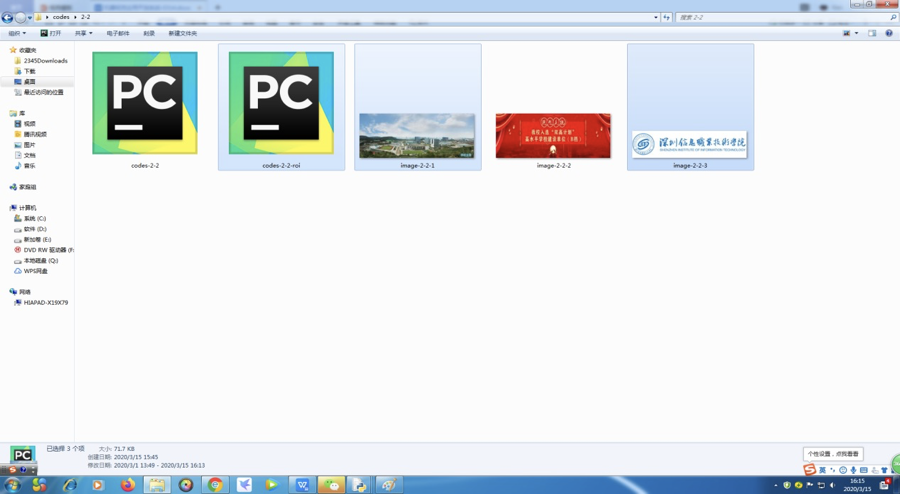 codes ▸ 2-2
搜索 2-2
组织
打开
共享
电子邮件
刻录
新建文件夹
收藏夹
2345Downloads
下载
桌面
最近访问的位置
库
视频
腾讯视频
图片
文档
音乐
家庭组
计算机
系统 (C:)
软件 (D:)
新加卷 (E:)
DVD RW 驱动器 (F:
本地磁盘 (Q:)
WPS网盘
网络
HIAPAD-X19X79
PC
codes-2-2
PC
codes-2-2-roi
image-2-2-1
image-2-2-2
深圳信息职业技术学院
SHENZHEN INSTITUTE OF INFORMATION TECHNOLOGY
image-2-2-3
PC
已选择 3 个项
大小: 71.7 KB
创建日期: 2020/3/15 15:45
修改日期: 2020/3/1 13:49 - 2020/3/15 16:13
个性设置，点我看看
英
16:15
2020/3/15